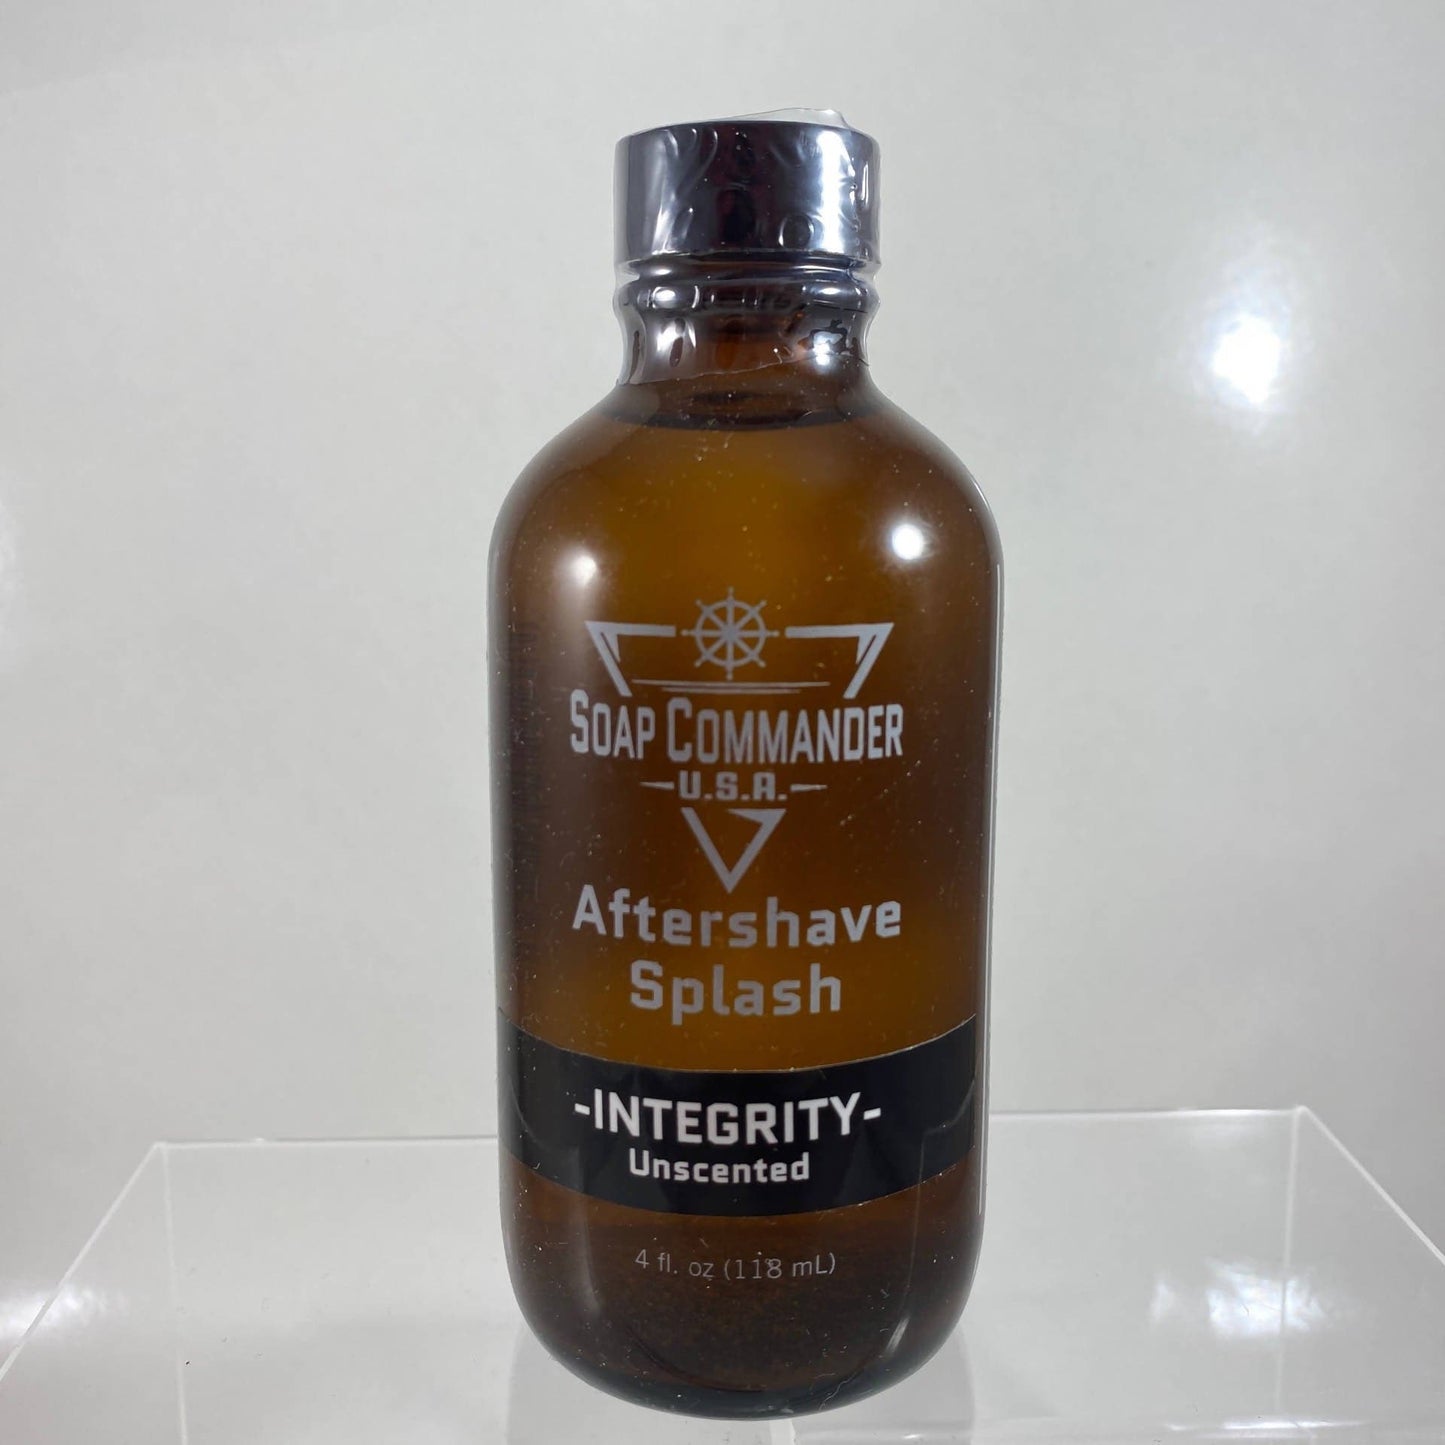 SOAP COMMANDER
U.S.A.
Aftershave
Splash
-INTEGRITY-
Unscented
4 fl. oz (118 mL)